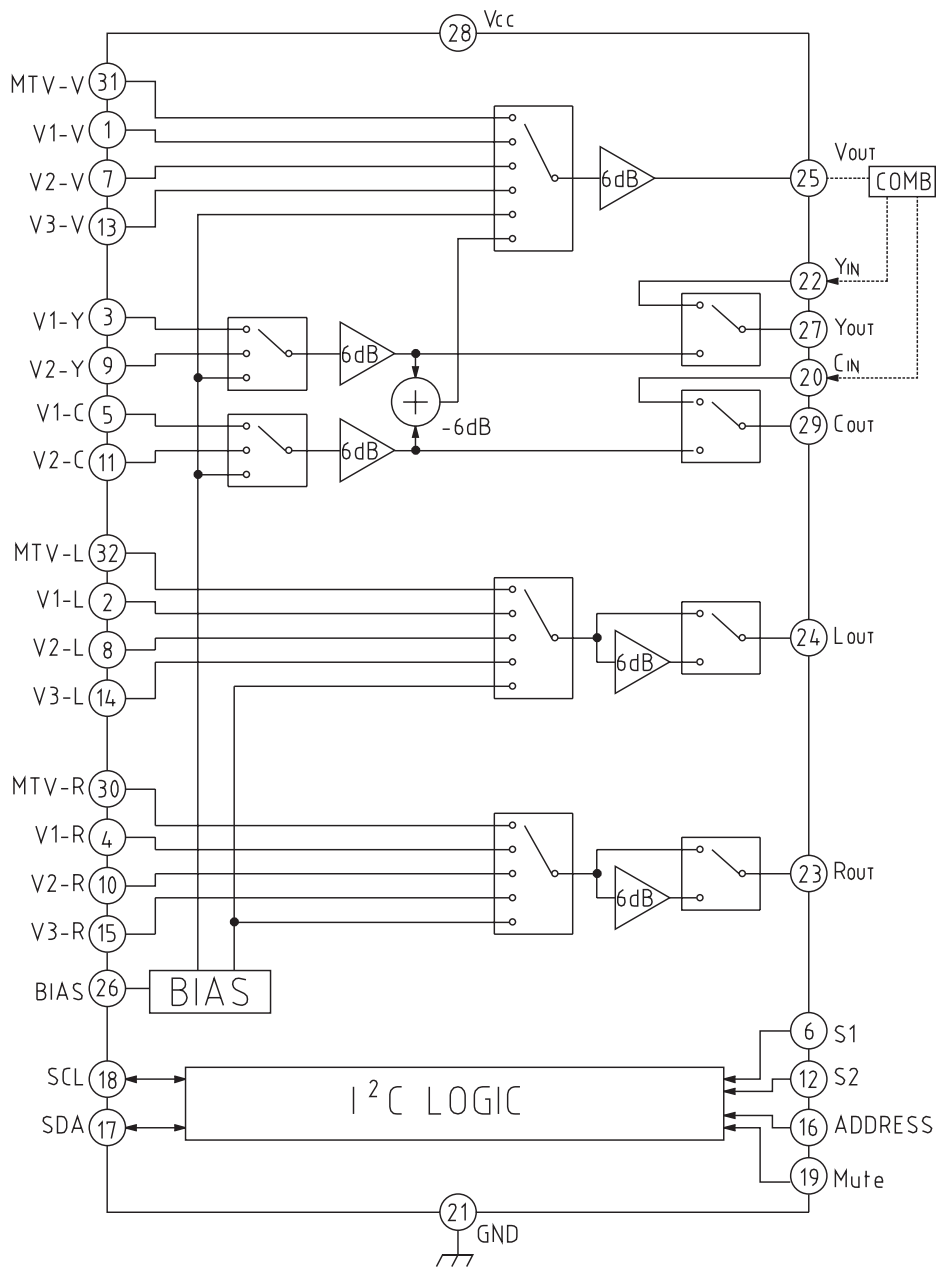 28 Vcc
MTV-V 31
V1-V 1
V2-V 7
V3-V 13
6dB
25 VOUT
COMB
22 YIN
27 YOUT
20 CIN
29 COUT
V1-Y 3
V2-Y 9
6dB
V1-C 5
V2-C 11
6dB
+
-6dB
MTV-L 32
V1-L 2
V2-L 8
V3-L 14
6dB
24 LOUT
MTV-R 30
V1-R 4
V2-R 10
V3-R 15
6dB
23 ROUT
BIAS 26 BIAS
6 S1
SCL 18
SDA 17
I²C LOGIC
12 S2
16 ADDRESS
19 Mute
21 GND